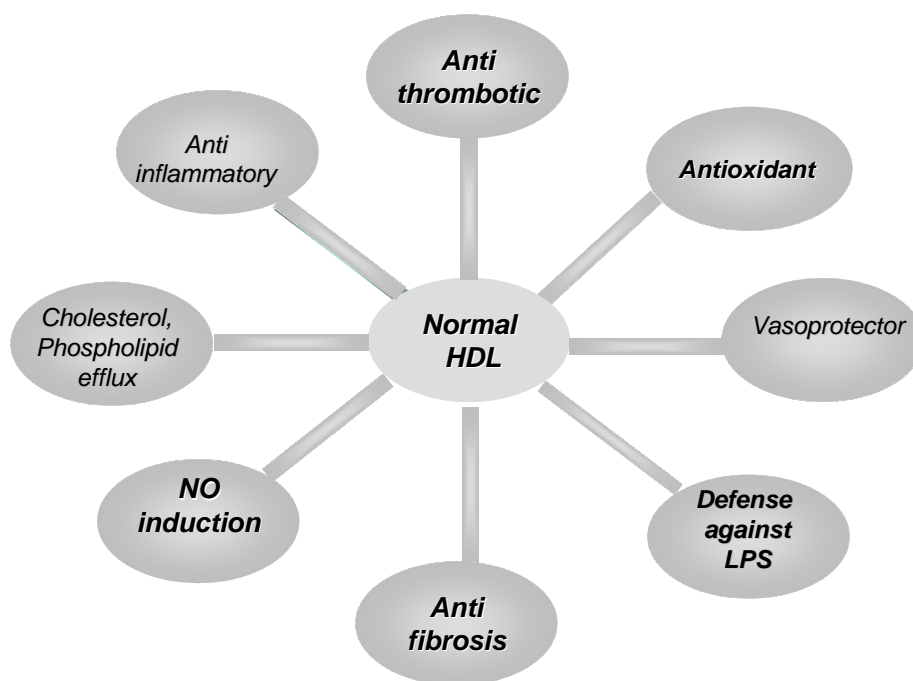 Anti
thrombotic
Anti
inflammatory
Antioxidant
Cholesterol,
Phospholipid
efflux
Normal
HDL
Vasoprotector
NO
induction
Defense
against
LPS
Anti
fibrosis